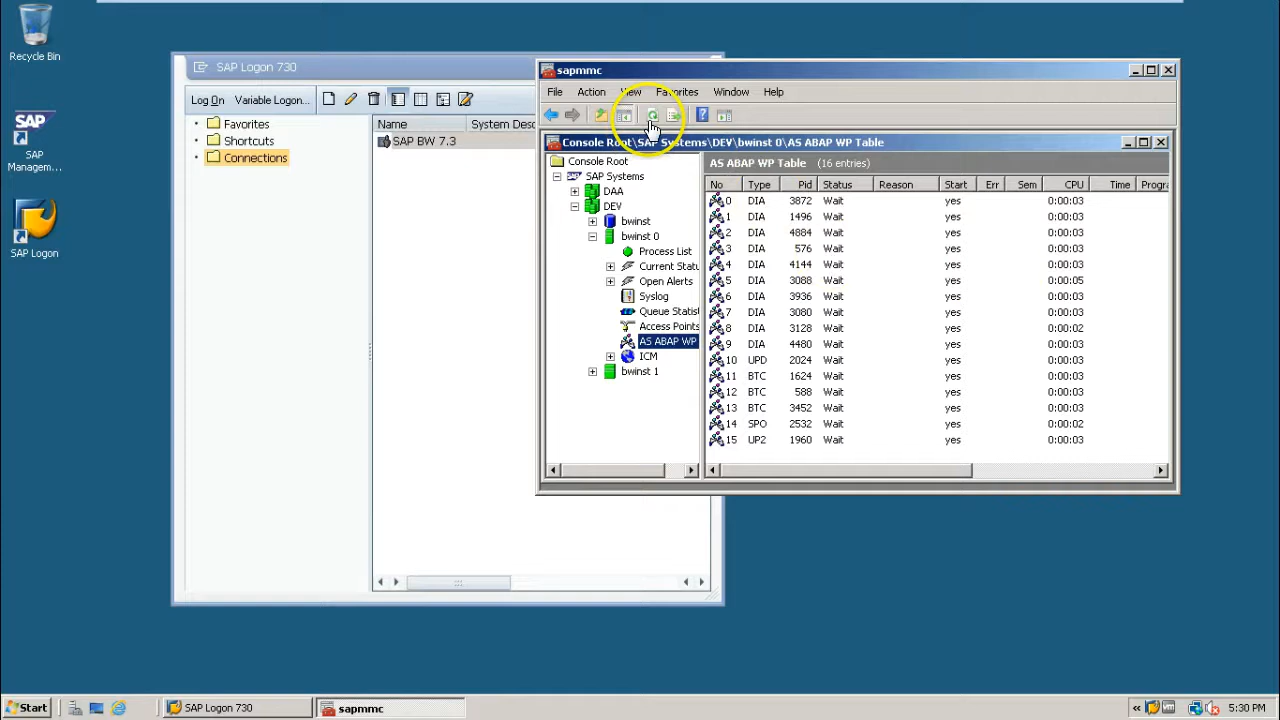 Recycle Bin
SAP
SAP
Managem...
SAP Logon
SAP Logon 730
Log On
Variable Logon...
Favorites
Shortcuts
Connections
Name
System Desc
SAP BW 7.3
sapmmc
File Action View Favorites Window Help
Console Root\SAP Systems\DEV\bwinst 0\AS ABAP WP Table
Console Root
SAP Systems
DAA
DEV
bwinst
bwinst 0
Process List
Current Statu
Open Alerts
Syslog
Queue Statist
Access Points
AS ABAP WP
ICM
bwinst 1
AS ABAP WP Table (16 entries)
No Type Pid Status Reason Start Err Sem CPU Time Progra
0 DIA 3872 Wait yes 0:00:03
1 DIA 1496 Wait yes 0:00:03
2 DIA 4884 Wait yes 0:00:03
3 DIA 576 Wait yes 0:00:03
4 DIA 4144 Wait yes 0:00:03
5 DIA 3088 Wait yes 0:00:05
6 DIA 3936 Wait yes 0:00:03
7 DIA 3080 Wait yes 0:00:03
8 DIA 3128 Wait yes 0:00:02
9 DIA 4480 Wait yes 0:00:03
10 UPD 2024 Wait yes 0:00:03
11 BTC 1624 Wait yes 0:00:03
12 BTC 588 Wait yes 0:00:03
13 BTC 3452 Wait yes 0:00:03
14 SPO 2532 Wait yes 0:00:02
15 UP2 1960 Wait yes 0:00:03
Start
SAP Logon 730
sapmmc
5:30 PM